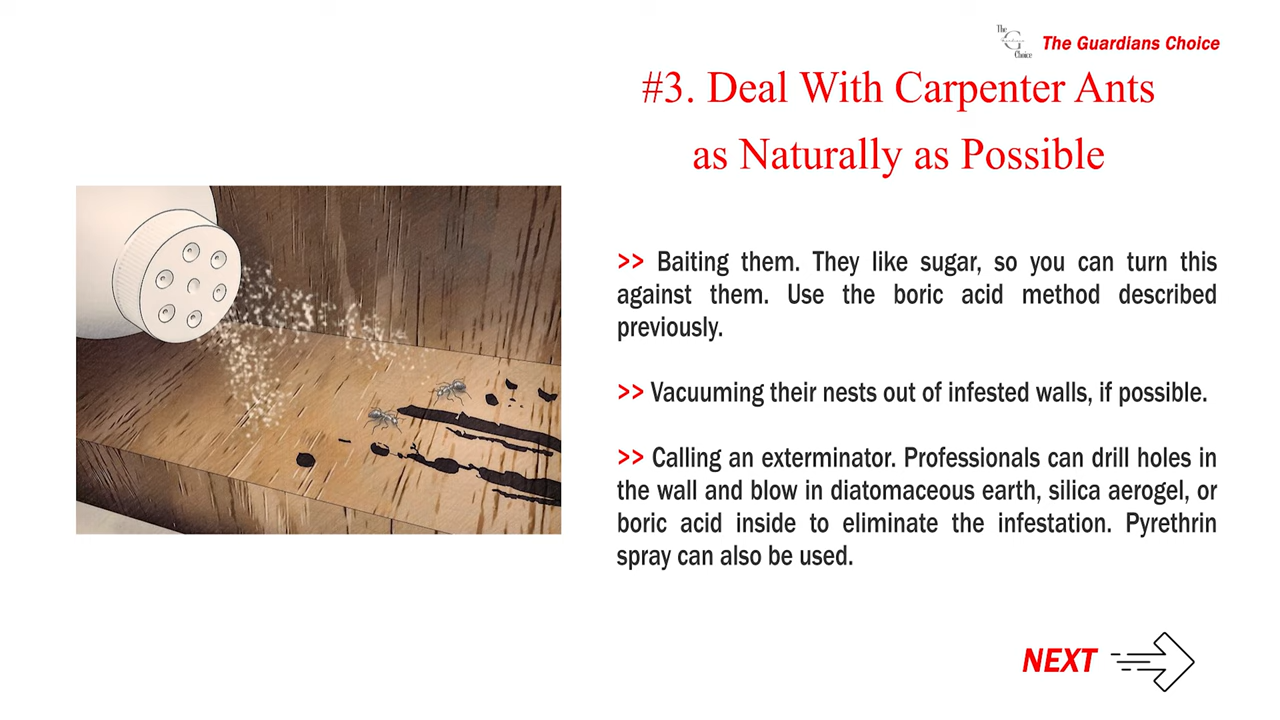 The
G
Choice
The Guardians Choice
#3. Deal With Carpenter Ants
as Naturally as Possible
>> Baiting them. They like sugar, so you can turn this
against them. Use the boric acid method described
previously.
>> Vacuuming their nests out of infested walls, if possible.
>> Calling an exterminator. Professionals can drill holes in
the wall and blow in diatomaceous earth, silica aerogel, or
boric acid inside to eliminate the infestation. Pyrethrin
spray can also be used.
NEXT